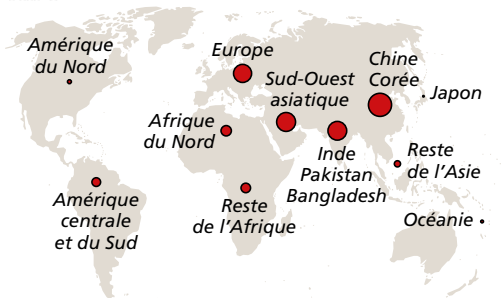 Amérique
du Nord
Europe
Chine
Corée
Sud-Ouest
asiatique
Japon
Afrique
du Nord
Inde
Pakistan
Bangladesh
Reste
de l’Asie
Amérique
centrale
et du Sud
Reste
de l’Afrique
Océanie